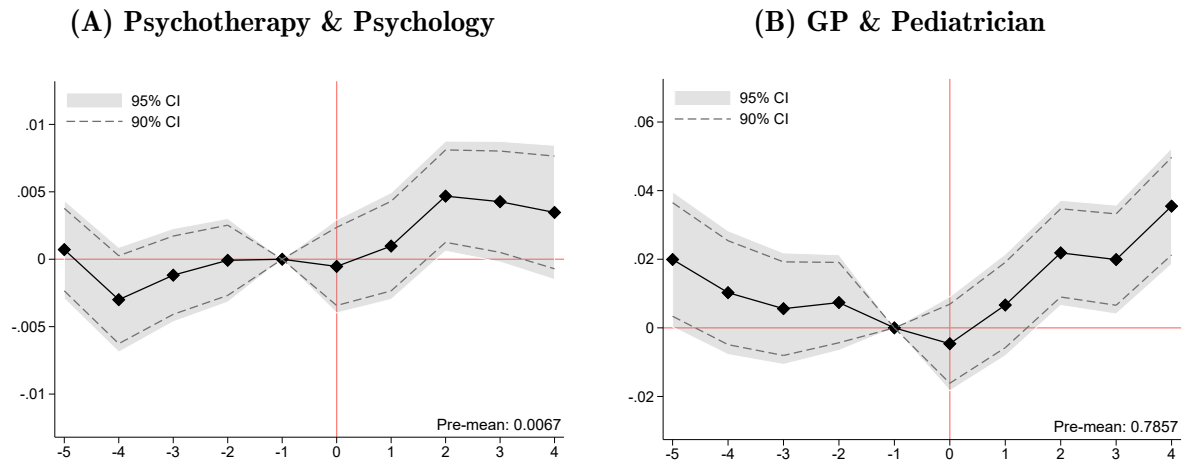 (A) Psychotherapy & Psychology
95% CI
90% CI
.01
.005
0
-.005
-.01
Pre-mean: 0.0067
-5 -4 -3 -2 -1 0 1 2 3 4
(B) GP & Pediatrician
95% CI
90% CI
.06
.04
.02
0
-.02
Pre-mean: 0.7857
-5 -4 -3 -2 -1 0 1 2 3 4